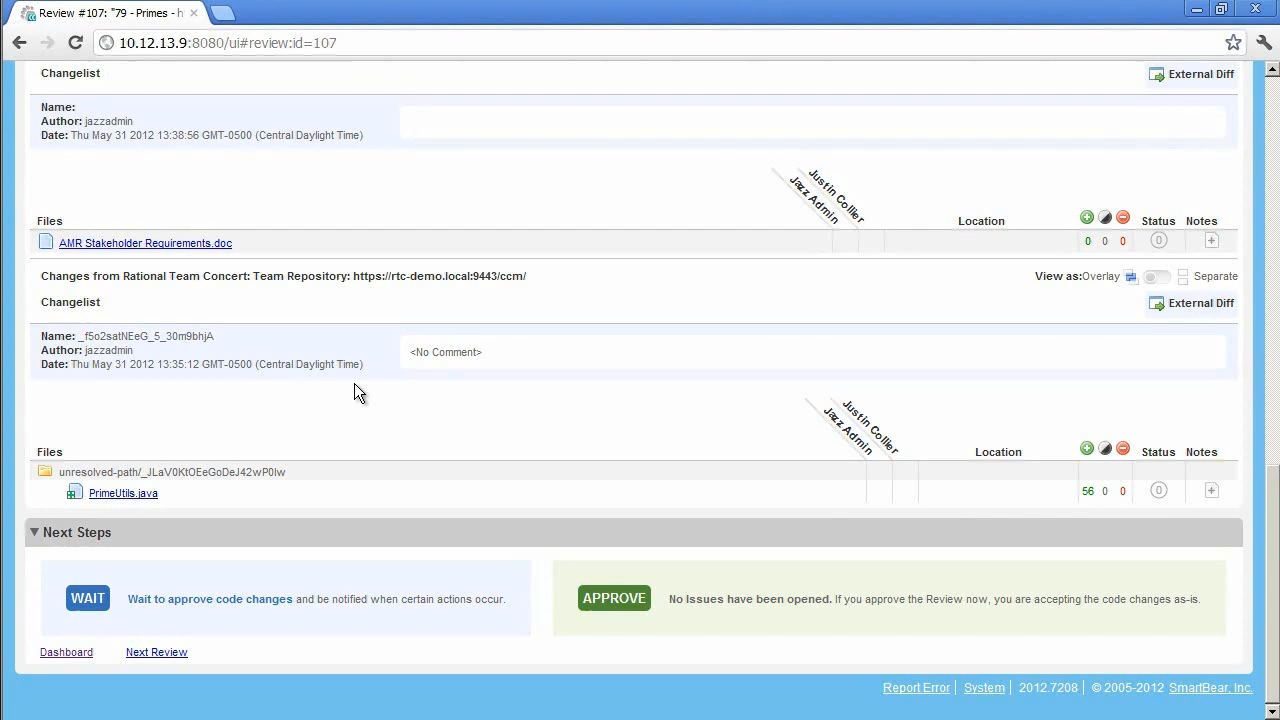 Review #107: "79 - Primes - h
10.12.13.9:8080/ui#review:id=107
Changelist
External Diff
Name:
Author: jazzadmin
Date: Thu May 31 2012 13:38:56 GMT-0500 (Central Daylight Time)
Jazz Admin
Justin Collier
Files
Location
Status
Notes
AMR Stakeholder Requirements.doc
0 0 0 0
Changes from Rational Team Concert: Team Repository: https://rtc-demo.local:9443/ccm/
View as:Overlay
Separate
Changelist
External Diff
Name: _f5o2satNEeG_5_30m9bhjA
Author: jazzadmin
Date: Thu May 31 2012 13:35:12 GMT-0500 (Central Daylight Time)
<No Comment>
Jazz Admin
Justin Collier
Files
Location
Status
Notes
unresolved-path/_JLaV0KtOEeGoDeJ42wP0Iw
PrimeUtils.java
56 0 0 0
Next Steps
WAIT
Wait to approve code changes and be notified when certain actions occur.
APPROVE
No Issues have been opened. If you approve the Review now, you are accepting the code changes as-is.
Dashboard
Next Review
Report Error
System
2012.7208
© 2005-2012 SmartBear, Inc.